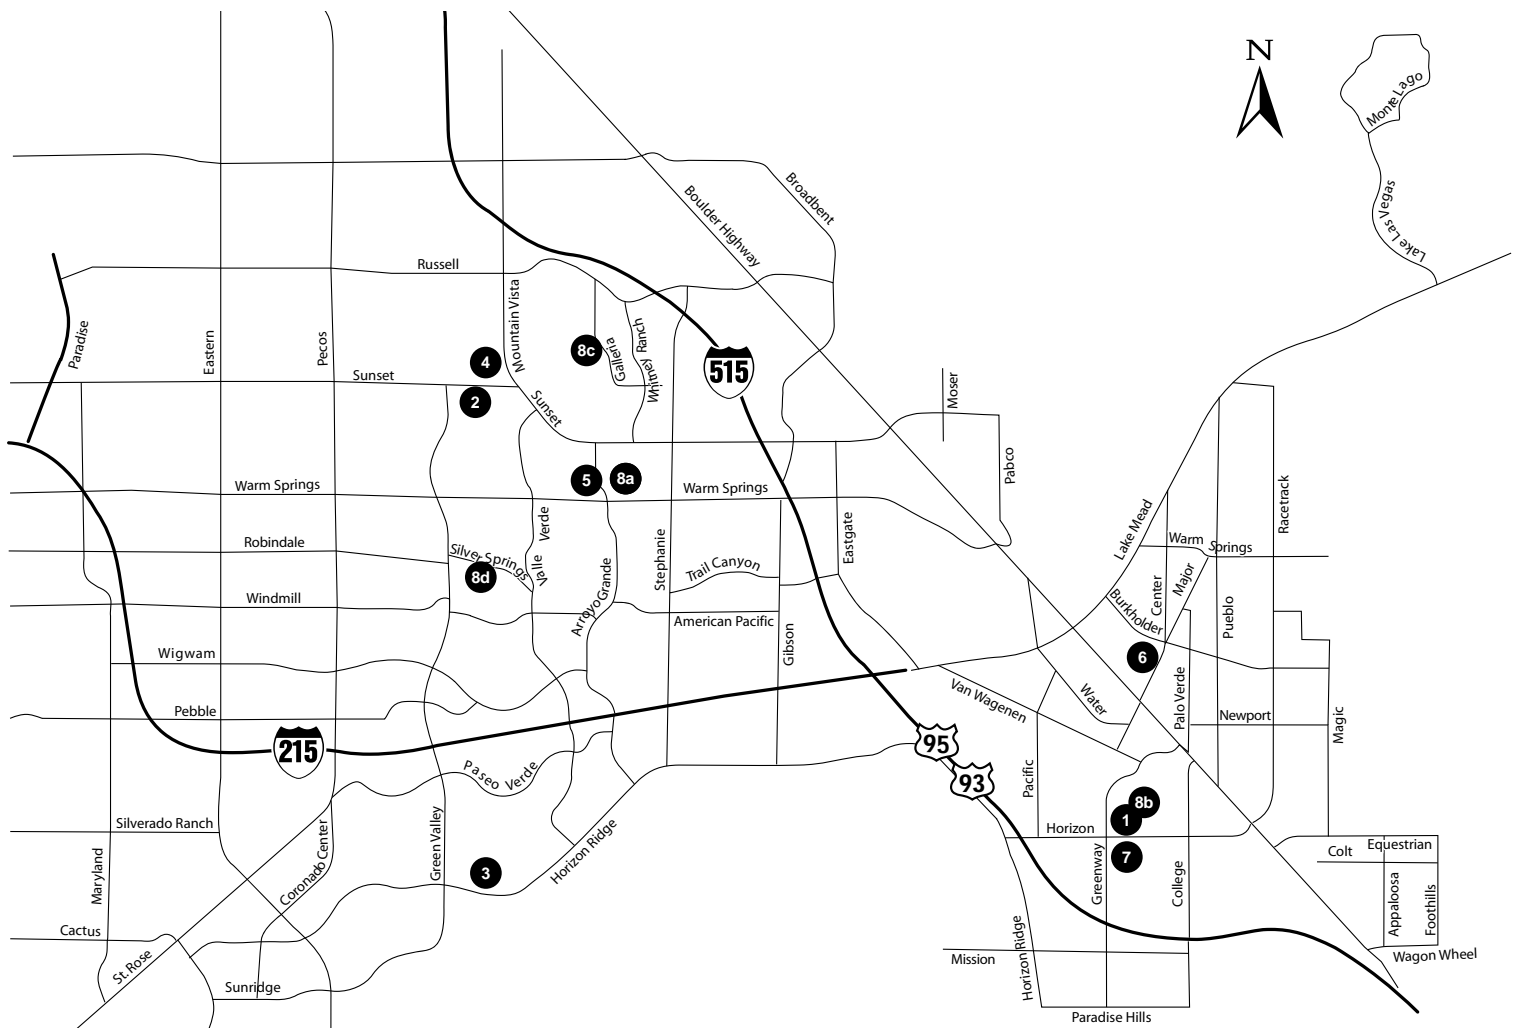 N
Monte Lago
Lake Las Vegas
Broadbent
Boulder Highway
Russell
Mountain Vista
Paradise
Eastern
Pecos
Galleria
Whitney Ranch
8c
4
515
Sunset
2
Sunset
Moser
Pabco
Racetrack
5
8a
Warm Springs
Warm Springs
Lake Mead
Eastgate
Valle Verde
Stephanie
Robindale
Silver Springs
8d
Trail Canyon
Warm Springs
Center
Major
Burkholder
Pueblo
Windmill
Arroyo Grande
American Pacific
Gibson
Wigwam
6
Palo Verde
Van Wagenen
Water
Pebble
Newport
Magic
215
95
93
Paseo Verde
Pacific
8b
1
Silverado Ranch
Green Valley
Coronado Center
Horizon Ridge
Horizon
7
Equestrian
Colt
Maryland
3
Greenway
College
Appaloosa
Foothills
Cactus
St. Rose
Sunridge
Horizon Ridge
Mission
Wagon Wheel
Paradise Hills